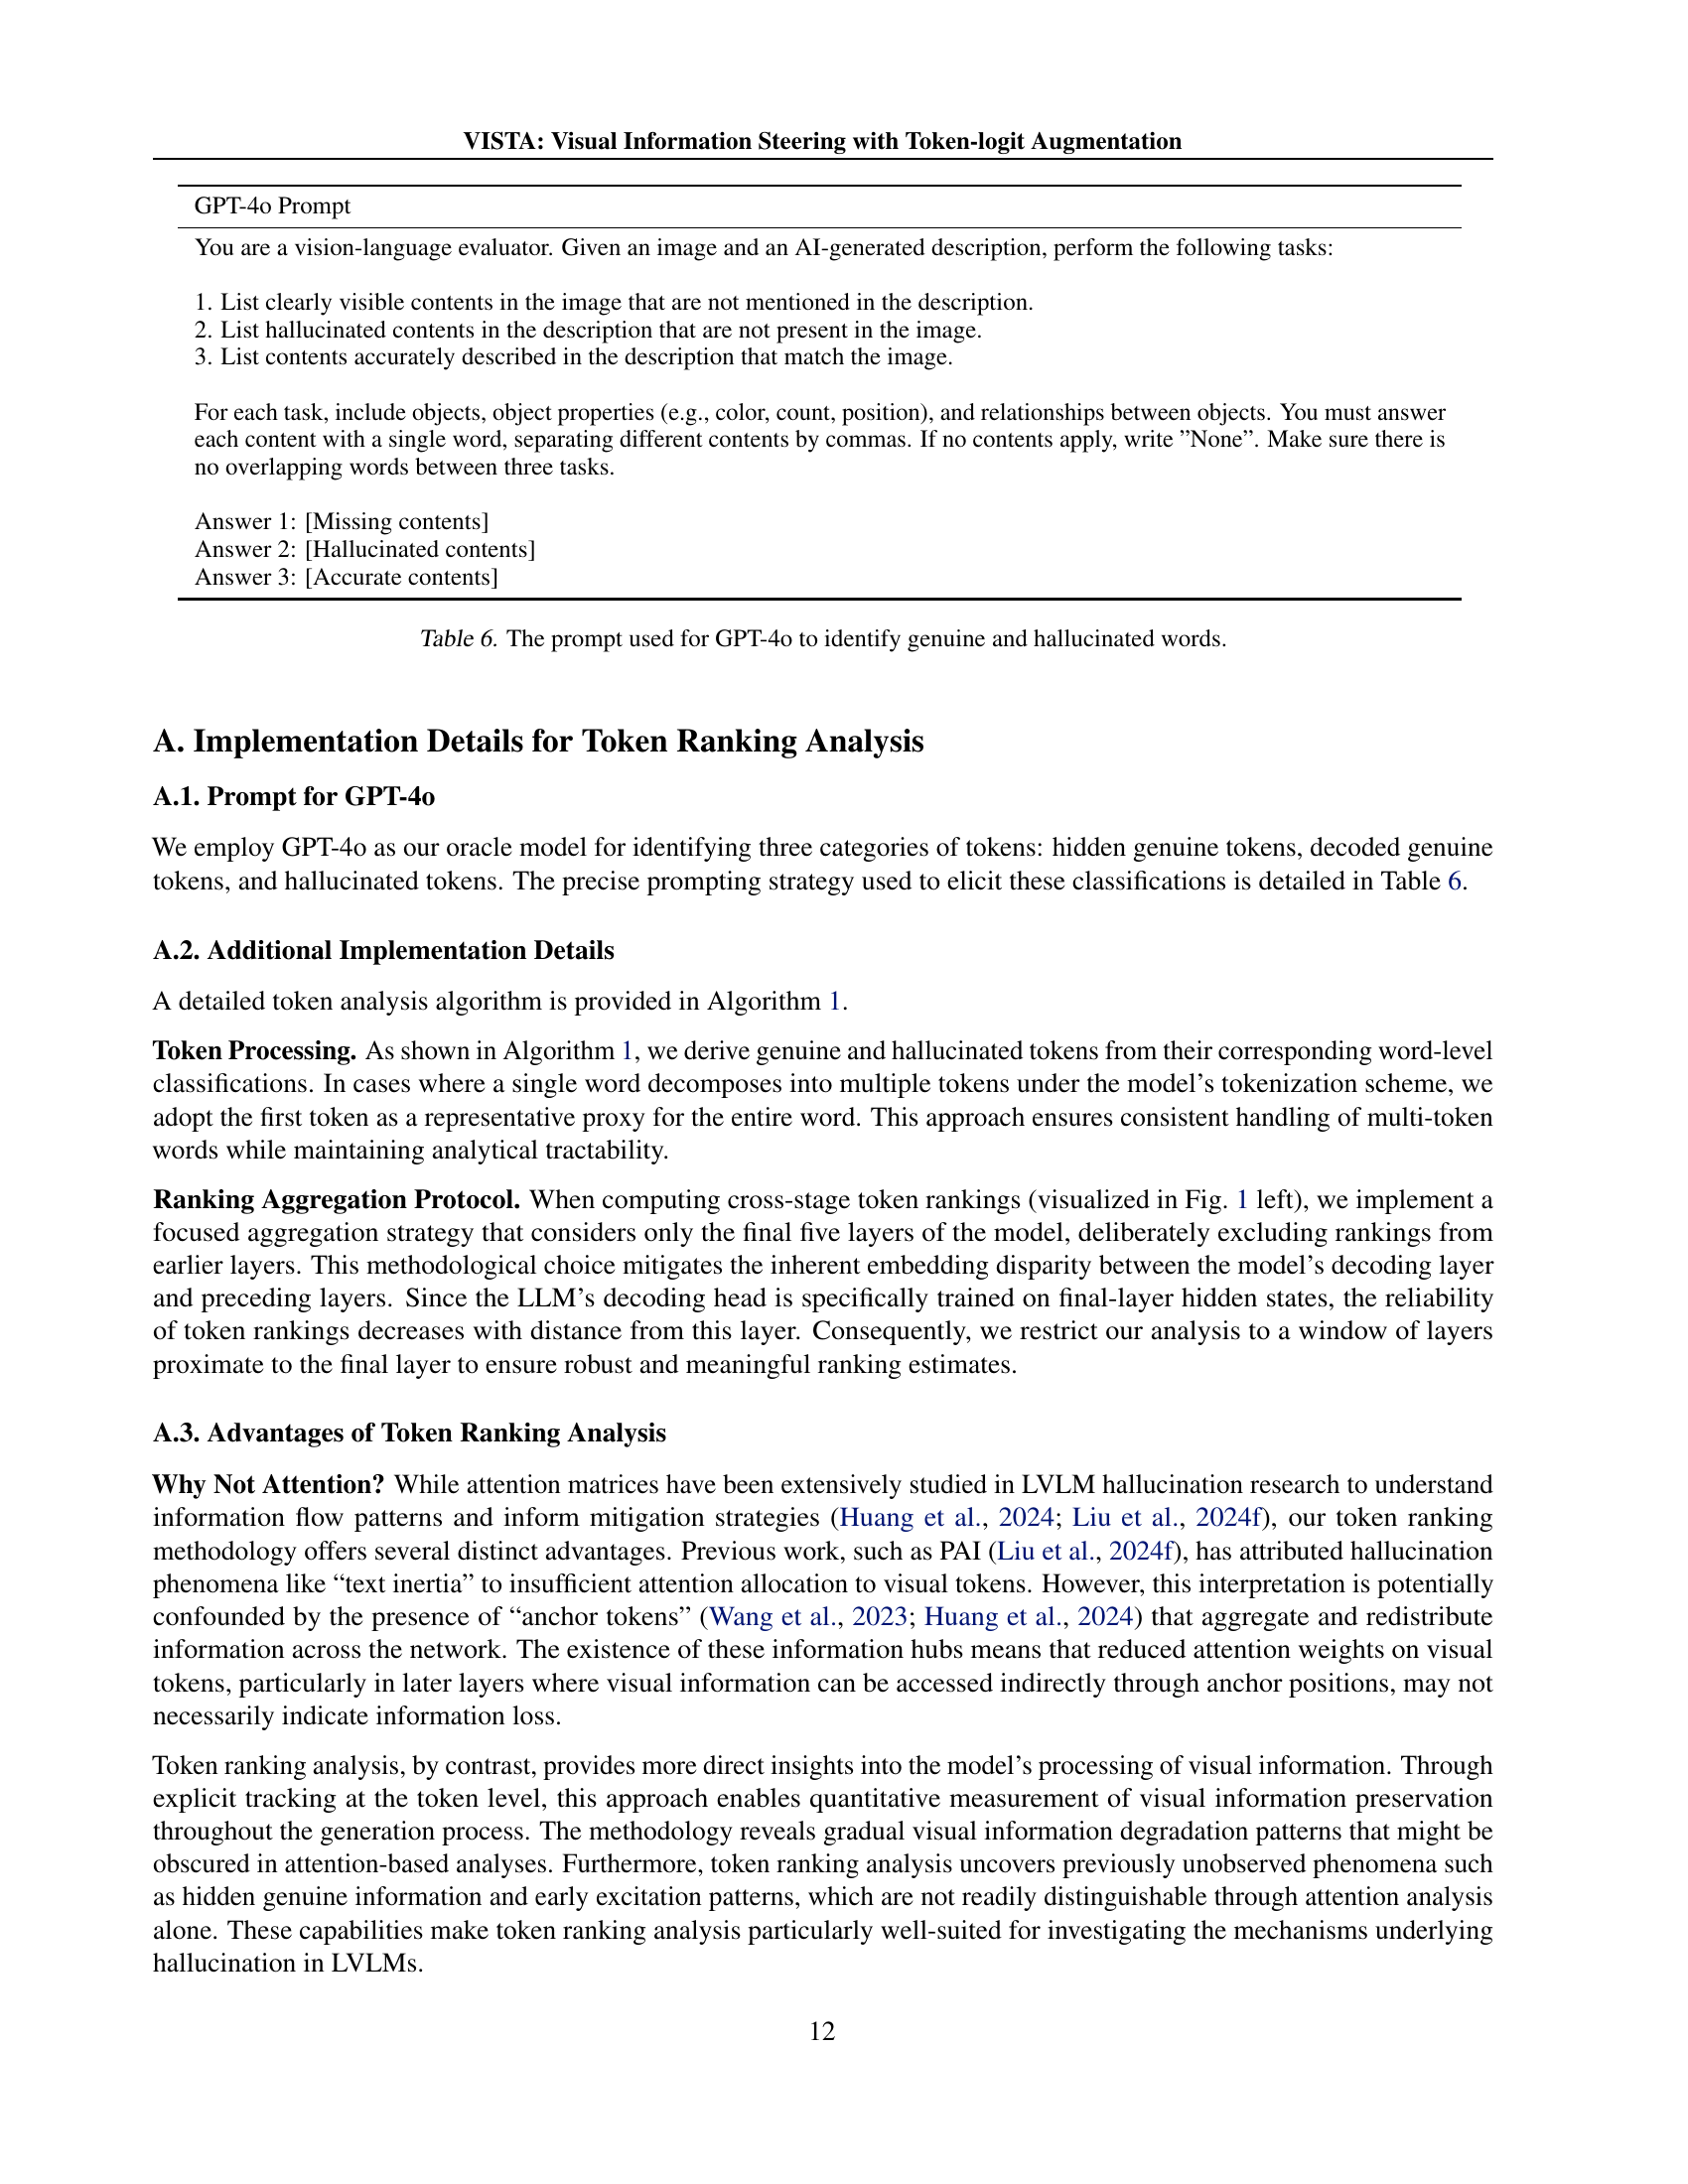 VISTA: Visual Information Steering with Token-logit Augmentation
GPT-4o Prompt
You are a vision-language evaluator. Given an image and an AI-generated description, perform the following tasks:
1. List clearly visible contents in the image that are not mentioned in the description.
2. List hallucinated contents in the description that are not present in the image.
3. List contents accurately described in the description that match the image.
For each task, include objects, object properties (e.g., color, count, position), and relationships between objects. You must answer
each content with a single word, separating different contents by commas. If no contents apply, write ”None”. Make sure there is
no overlapping words between three tasks.
Answer 1: [Missing contents]
Answer 2: [Hallucinated contents]
Answer 3: [Accurate contents]
Table 6. The prompt used for GPT-4o to identify genuine and hallucinated words.
A. Implementation Details for Token Ranking Analysis
A.1. Prompt for GPT-4o
We employ GPT-4o as our oracle model for identifying three categories of tokens: hidden genuine tokens, decoded genuine
tokens, and hallucinated tokens. The precise prompting strategy used to elicit these classifications is detailed in Table 6.
A.2. Additional Implementation Details
A detailed token analysis algorithm is provided in Algorithm 1.
Token Processing. As shown in Algorithm 1, we derive genuine and hallucinated tokens from their corresponding word-level
classifications. In cases where a single word decomposes into multiple tokens under the model’s tokenization scheme, we
adopt the first token as a representative proxy for the entire word. This approach ensures consistent handling of multi-token
words while maintaining analytical tractability.
Ranking Aggregation Protocol. When computing cross-stage token rankings (visualized in Fig. 1 left), we implement a
focused aggregation strategy that considers only the final five layers of the model, deliberately excluding rankings from
earlier layers. This methodological choice mitigates the inherent embedding disparity between the model’s decoding layer
and preceding layers. Since the LLM’s decoding head is specifically trained on final-layer hidden states, the reliability
of token rankings decreases with distance from this layer. Consequently, we restrict our analysis to a window of layers
proximate to the final layer to ensure robust and meaningful ranking estimates.
A.3. Advantages of Token Ranking Analysis
Why Not Attention? While attention matrices have been extensively studied in LVLM hallucination research to understand
information flow patterns and inform mitigation strategies (Huang et al., 2024; Liu et al., 2024f), our token ranking
methodology offers several distinct advantages. Previous work, such as PAI (Liu et al., 2024f), has attributed hallucination
phenomena like “text inertia” to insufficient attention allocation to visual tokens. However, this interpretation is potentially
confounded by the presence of “anchor tokens” (Wang et al., 2023; Huang et al., 2024) that aggregate and redistribute
information across the network. The existence of these information hubs means that reduced attention weights on visual
tokens, particularly in later layers where visual information can be accessed indirectly through anchor positions, may not
necessarily indicate information loss.
Token ranking analysis, by contrast, provides more direct insights into the model’s processing of visual information. Through
explicit tracking at the token level, this approach enables quantitative measurement of visual information preservation
throughout the generation process. The methodology reveals gradual visual information degradation patterns that might be
obscured in attention-based analyses. Furthermore, token ranking analysis uncovers previously unobserved phenomena such
as hidden genuine information and early excitation patterns, which are not readily distinguishable through attention analysis
alone. These capabilities make token ranking analysis particularly well-suited for investigating the mechanisms underlying
hallucination in LVLMs.
12